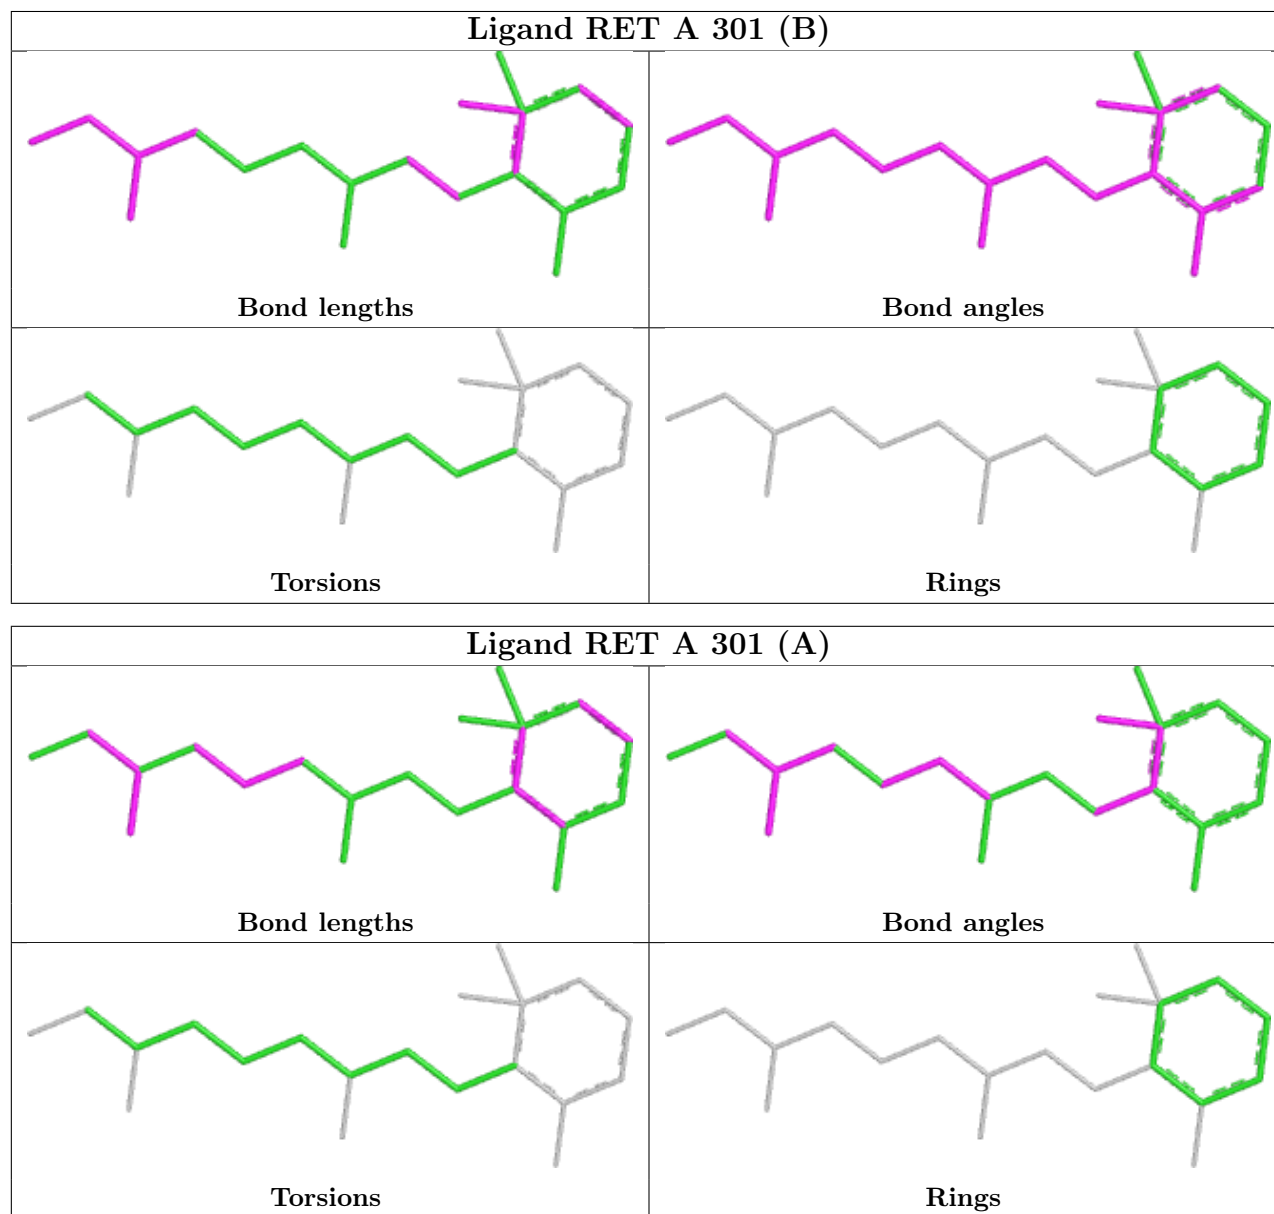 Ligand RET A 301 (B)
Bond lengths
Bond angles
Torsions
Rings
Ligand RET A 301 (A)
Bond lengths
Bond angles
Torsions
Rings